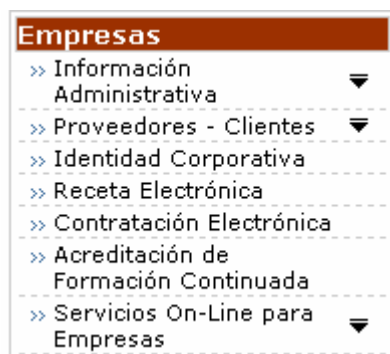 Empresas
» Información
Administrativa
» Proveedores - Clientes
» Identidad Corporativa
» Receta Electrónica
» Contratación Electrónica
» Acreditación de
Formación Continuada
» Servicios On-Line para
Empresas